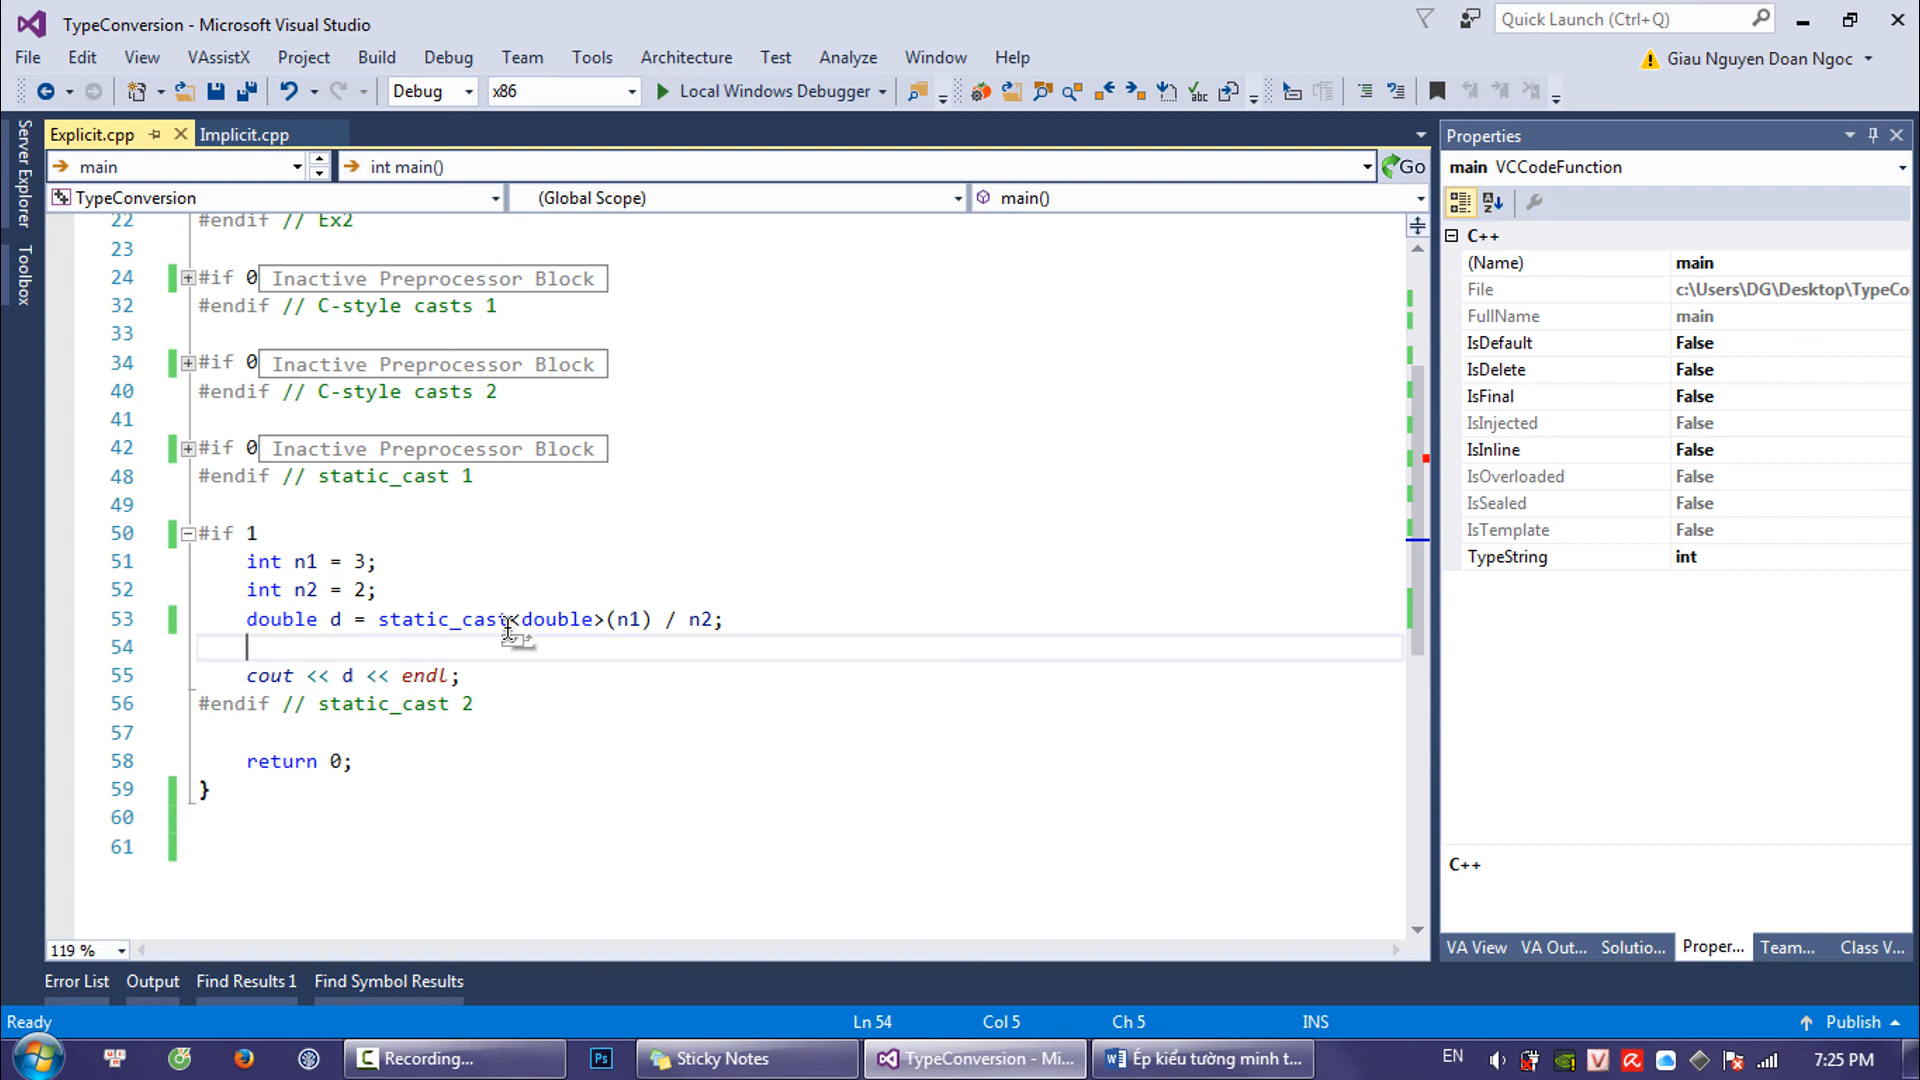 TypeConversion - Microsoft Visual Studio
Quick Launch (Ctrl+Q)
File Edit View VAssistX Project Build Debug Team Tools Architecture Test Analyze Window Help
Giau Nguyen Doan Ngoc
Debug x86 Local Windows Debugger
Server Explorer
Toolbox
Explicit.cpp Implicit.cpp
main int main() Go
TypeConversion (Global Scope) main()
22 #endif // Ex2
23
24 #if 0 Inactive Preprocessor Block
32 #endif // C-style casts 1
33
34 #if 0 Inactive Preprocessor Block
40 #endif // C-style casts 2
41
42 #if 0 Inactive Preprocessor Block
48 #endif // static_cast 1
49
50 #if 1
51 int n1 = 3;
52 int n2 = 2;
53 double d = static_cast<double>(n1) / n2;
54
55 cout << d << endl;
56 #endif // static_cast 2
57
58 return 0;
59 }
60
61
119 %
Properties
main VCCodeFunction
C++
(Name) main
File c:\Users\DG\Desktop\TypeCo
FullName main
IsDefault False
IsDelete False
IsFinal False
IsInjected False
IsInline False
IsOverloaded False
IsSealed False
IsTemplate False
TypeString int
C++
VA View VA Out... Solutio... Proper... Team... Class V...
Error List Output Find Results 1 Find Symbol Results
Ready Ln 54 Col 5 Ch 5 INS Publish
Recording... Ps Sticky Notes TypeConversion - Mi... Ép kiểu tường minh t... EN 7:25 PM